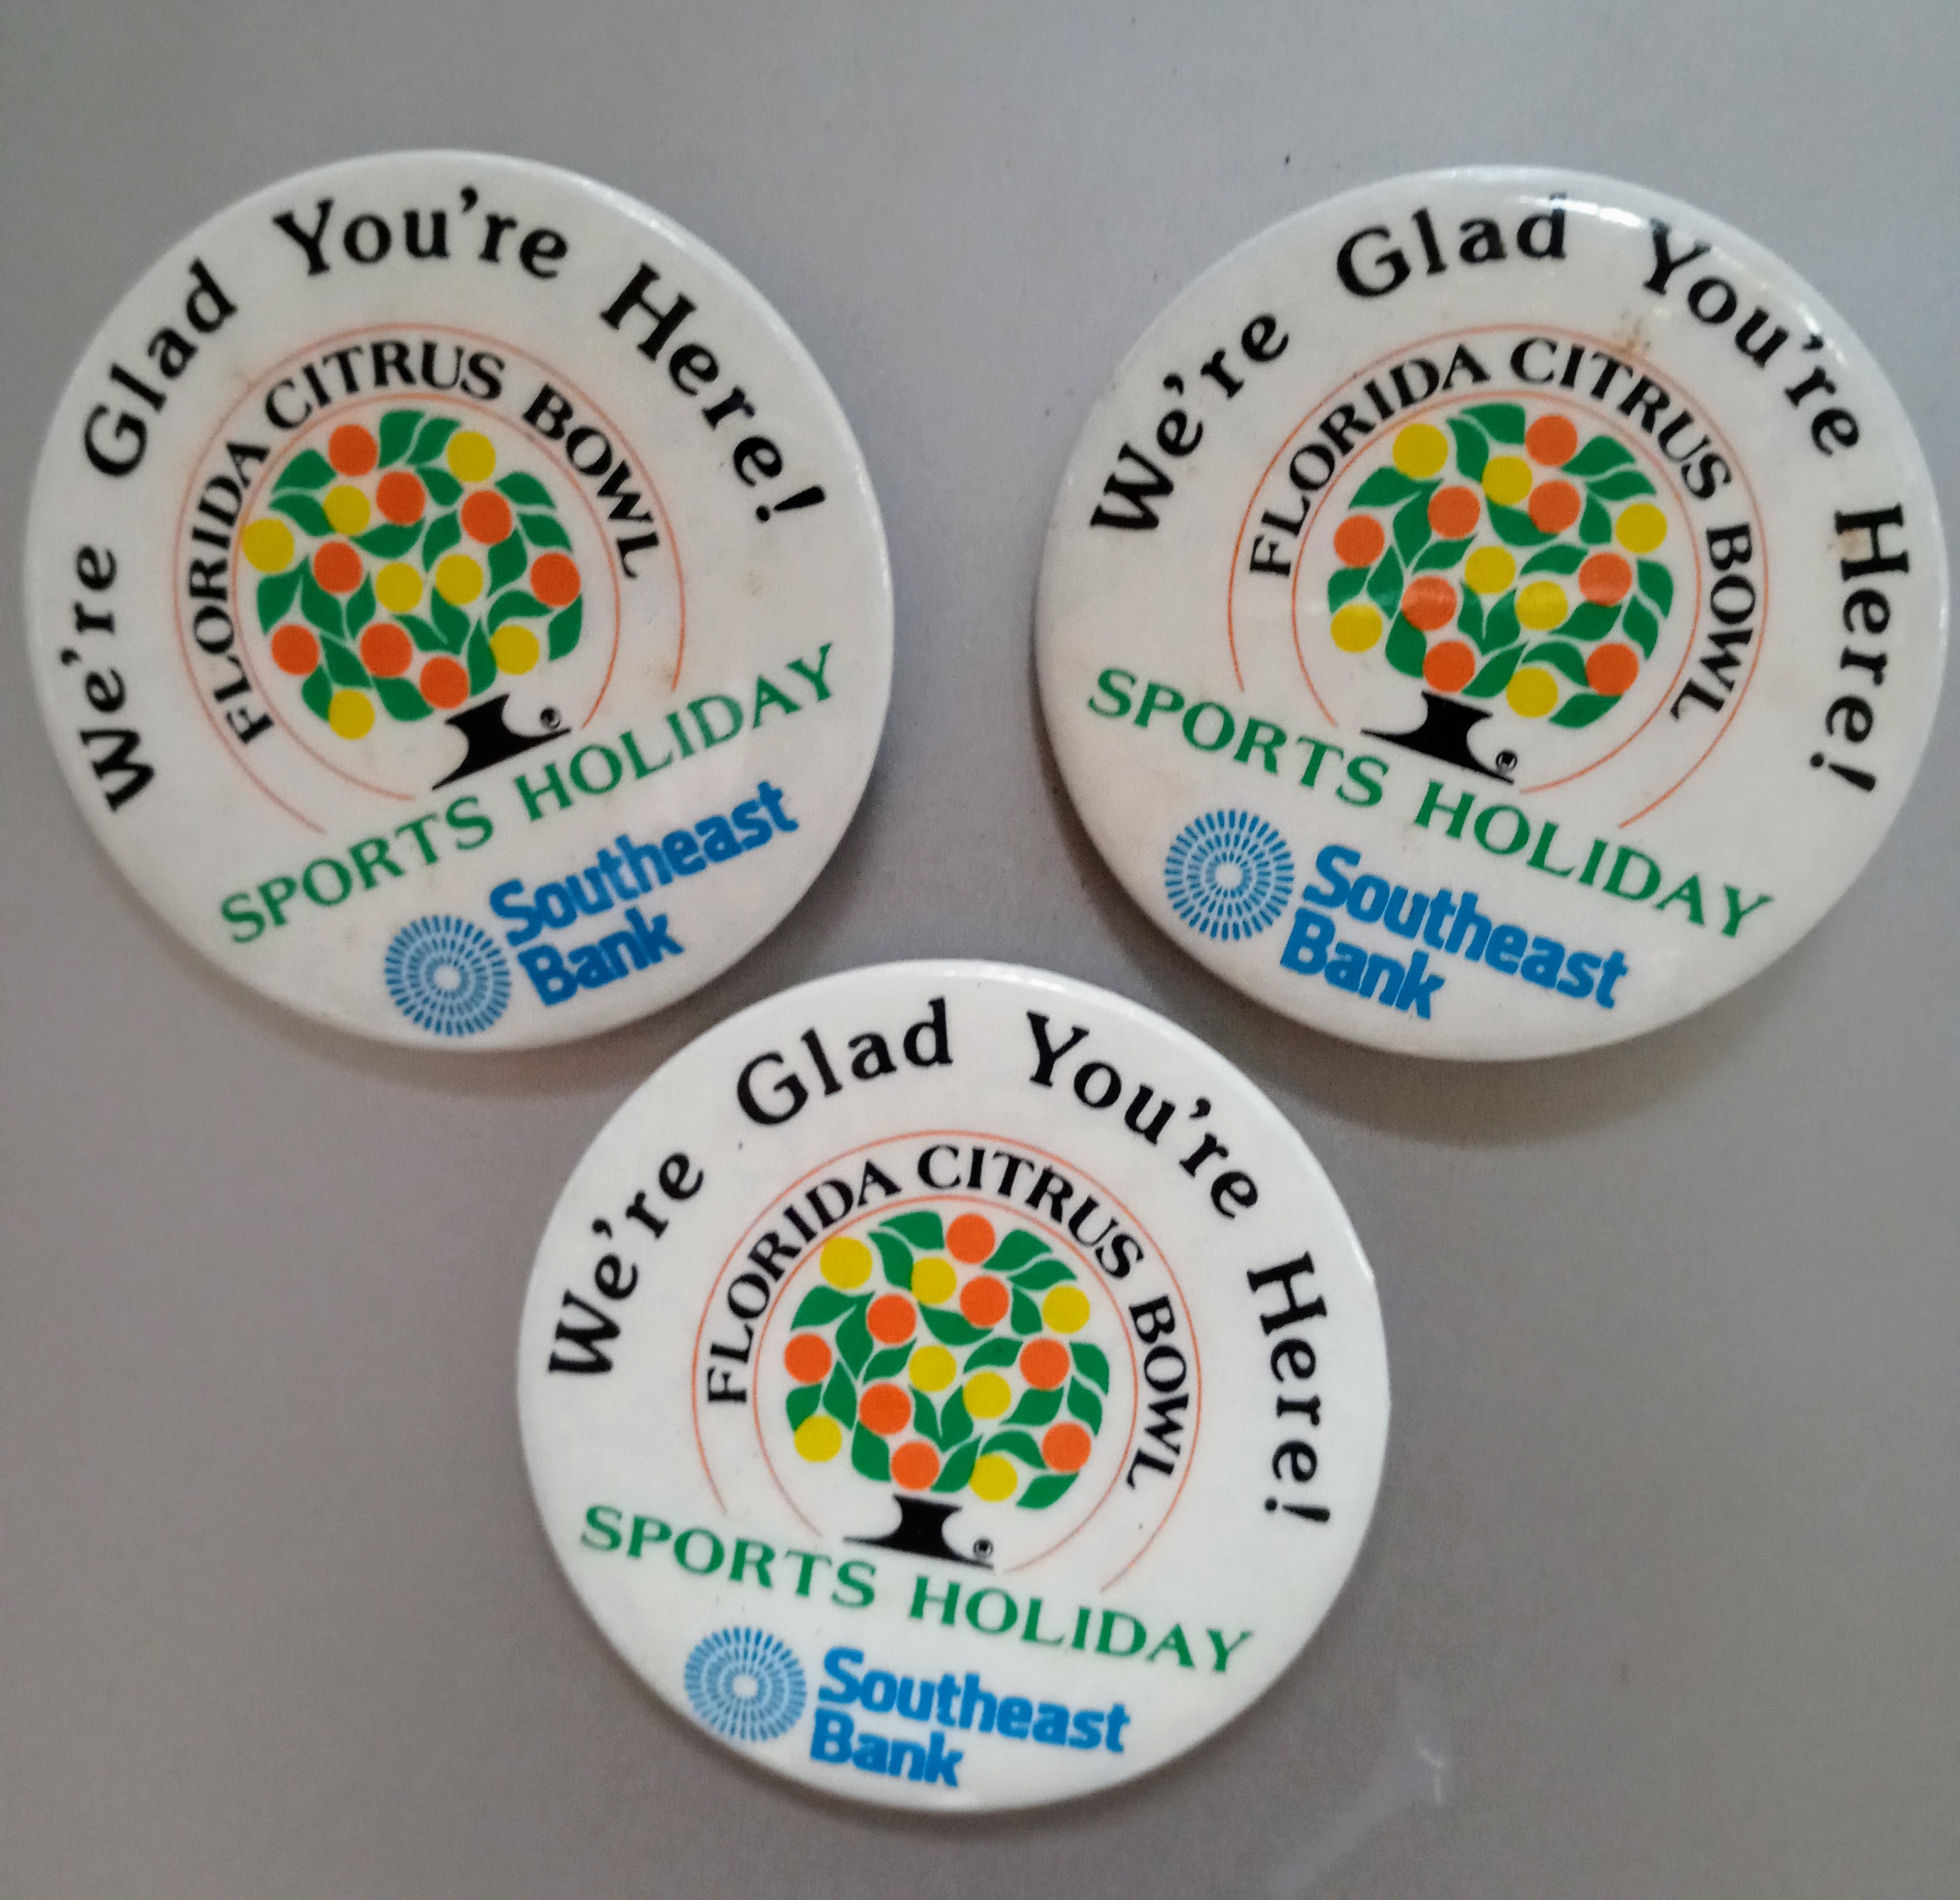 We're Glad You're Here!
FLORIDA CITRUS BOWL
®
SPORTS HOLIDAY
Southeast
Bank
We're Glad You're Here!
FLORIDA CITRUS BOWL
®
SPORTS HOLIDAY
Southeast
Bank
We're Glad You're Here!
FLORIDA CITRUS BOWL
®
SPORTS HOLIDAY
Southeast
Bank